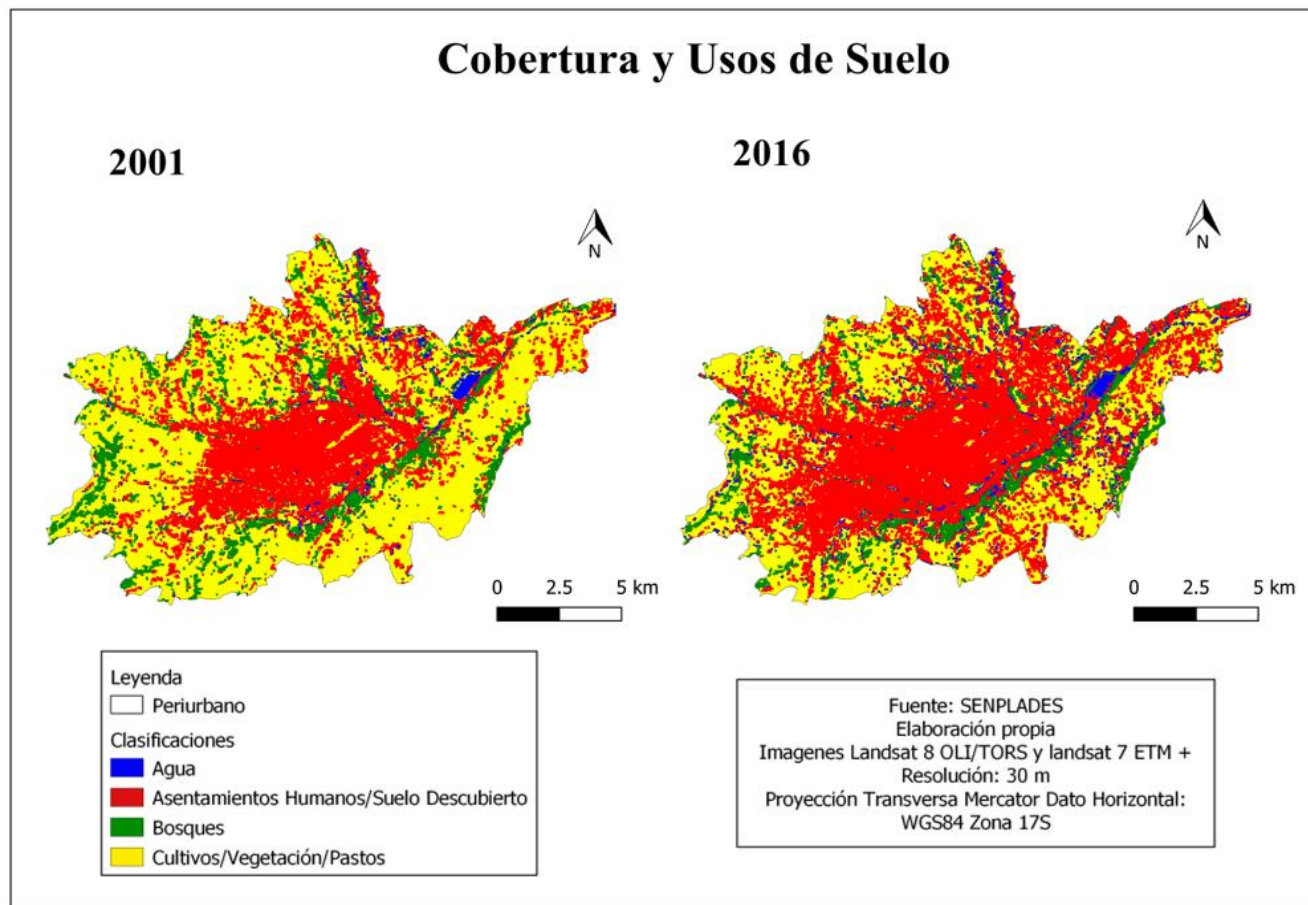 Cobertura y Usos de Suelo
2001
2016
N
N
0 2.5 5 km
0 2.5 5 km
Leyenda
Periurbano
Clasificaciones
Agua
Asentamientos Humanos/Suelo Descubierto
Bosques
Cultivos/Vegetación/Pastos
Fuente: SENPLADES
Elaboración propia
Imagenes Landsat 8 OLI/TORS y landsat 7 ETM +
Resolución: 30 m
Proyección Transversa Mercator Dato Horizontal:
WGS84 Zona 17S